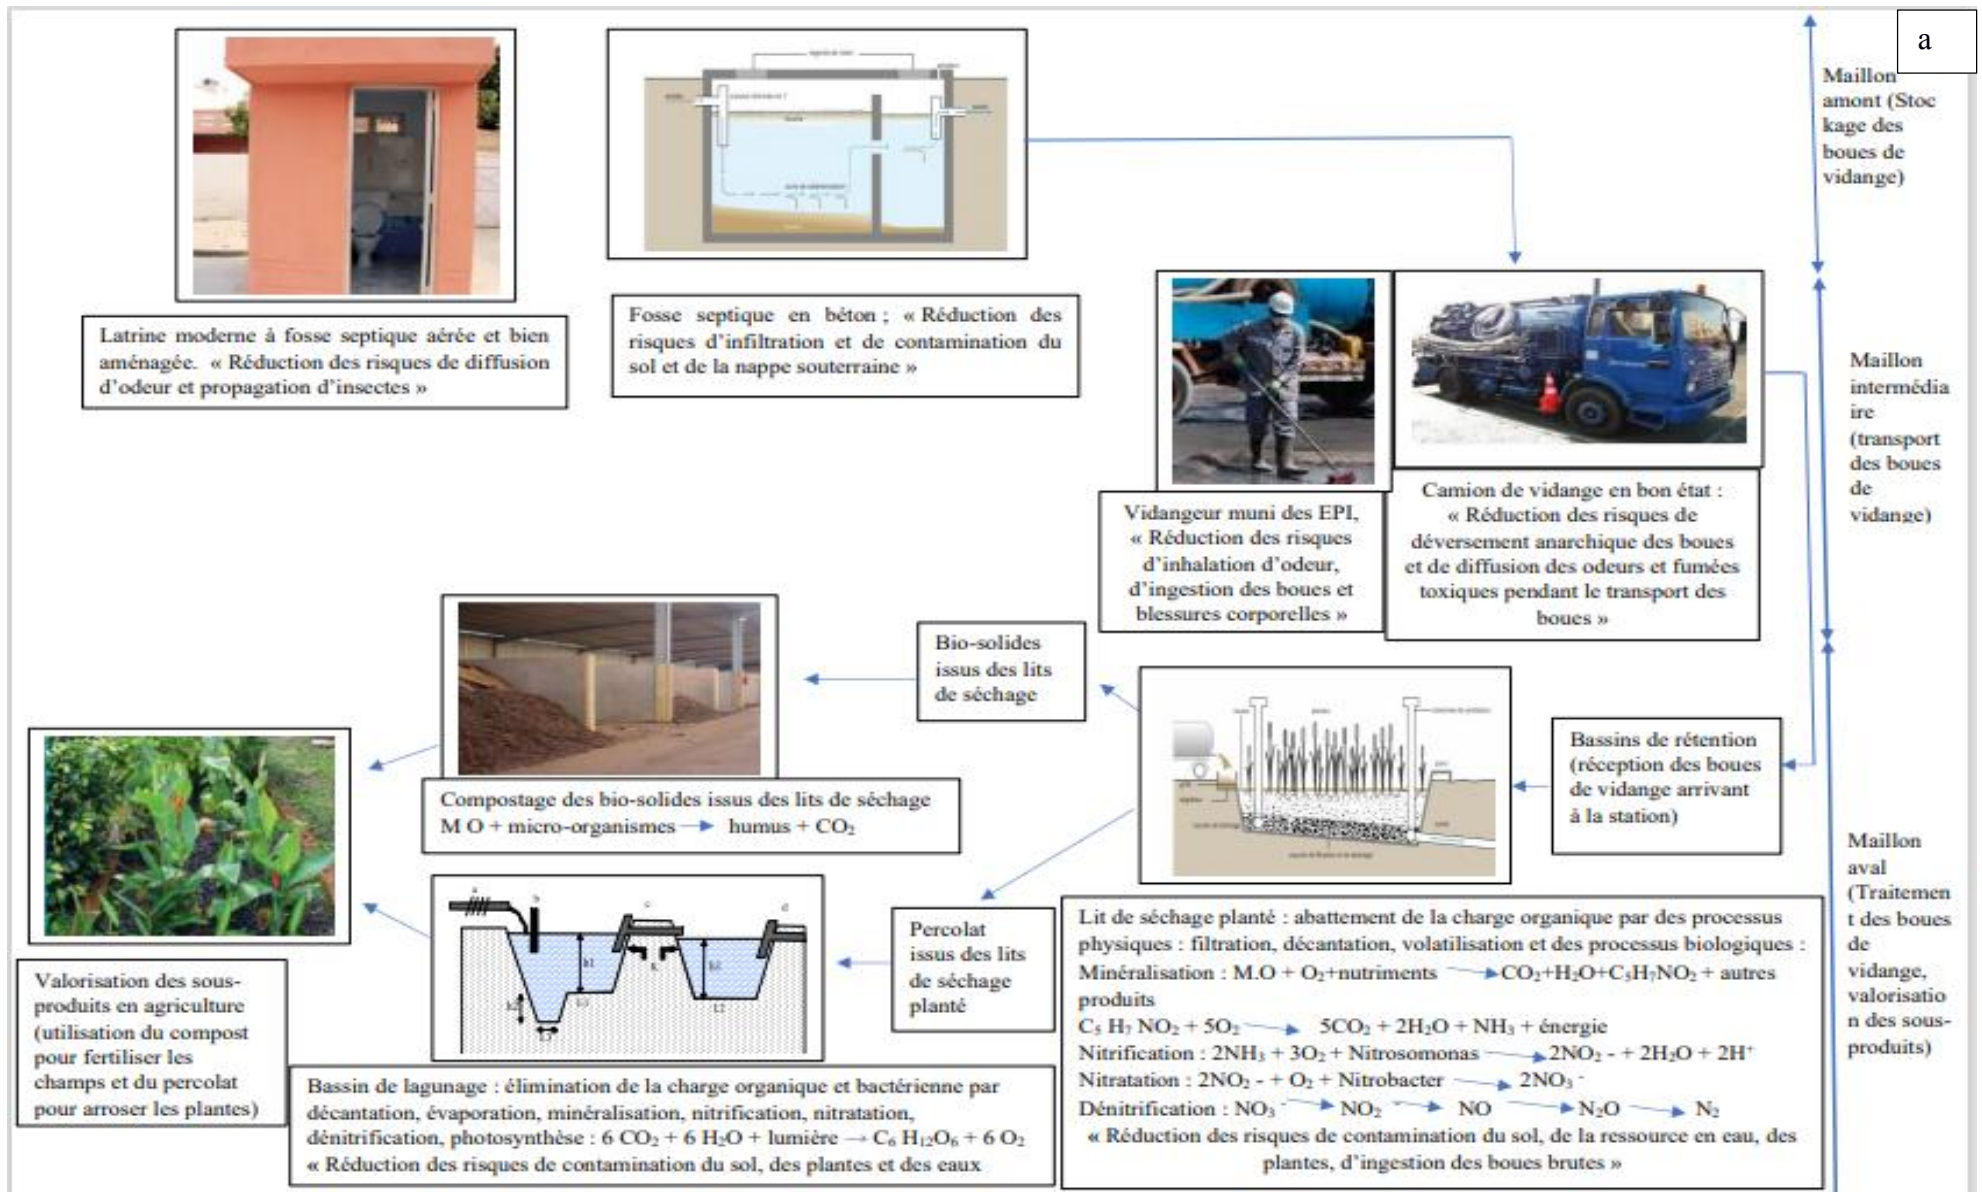 a
Maillon
amont (Stoc
kage des
boues de
vidange)
Latrine moderne à fosse septique aérée et bien
aménagée. « Réduction des risques de diffusion
d'odeur et propagation d'insectes »
Fosse septique en béton ; « Réduction des
risques d'infiltration et de contamination du
sol et de la nappe souterraine »
Maillon
intermédia
ire
(transport
des boues
de
vidange)
Vidangeur muni des EPI,
« Réduction des risques
d'inhalation d'odeur,
d'ingestion des boues et
blessures corporelles »
Camion de vidange en bon état :
« Réduction des risques de
déversement anarchique des boues
et de diffusion des odeurs et fumées
toxiques pendant le transport des
boues »
Bio-solides
issus des lits
de séchage
Bassins de rétention
(réception des boues
de vidange arrivant
à la station)
Compostage des bio-solides issus des lits de séchage
M O + micro-organismes → humus + CO₂
Maillon
aval
(Traitemen
t des boues
de
vidange,
valorisatio
n des sous-
produits)
a
b
c
d
h1
K
h2
L1
L2
Percolat
issus des lits
de séchage
planté
Lit de séchage planté : abattement de la charge organique par des processus
physiques : filtration, décantation, volatilisation et des processus biologiques :
Minéralisation : M.O + O₂+nutriments → CO₂+H₂O+C₅H₇NO₂ + autres
produits
C₅ H₇ NO₂ + 5O₂ → 5CO₂ + 2H₂O + NH₃ + énergie
Nitrification : 2NH₃ + 3O₂ + Nitrosomonas → 2NO₂ - + 2H₂O + 2H⁺
Nitratation : 2NO₂ - + O₂ + Nitrobacter → 2NO₃ ⁻
Dénitrification : NO₃ ⁻ → NO₂ ⁻ → NO → N₂O → N₂
« Réduction des risques de contamination du sol, de la ressource en eau, des
plantes, d'ingestion des boues brutes »
Valorisation des sous-
produits en agriculture
(utilisation du compost
pour fertiliser les
champs et du percolat
pour arroser les plantes)
Bassin de lagunage : élimination de la charge organique et bactérienne par
décantation, évaporation, minéralisation, nitrification, nitratation,
dénitrification, photosynthèse : 6 CO₂ + 6 H₂O + lumière → C₆ H₁₂O₆ + 6 O₂
« Réduction des risques de contamination du sol, des plantes et des eaux